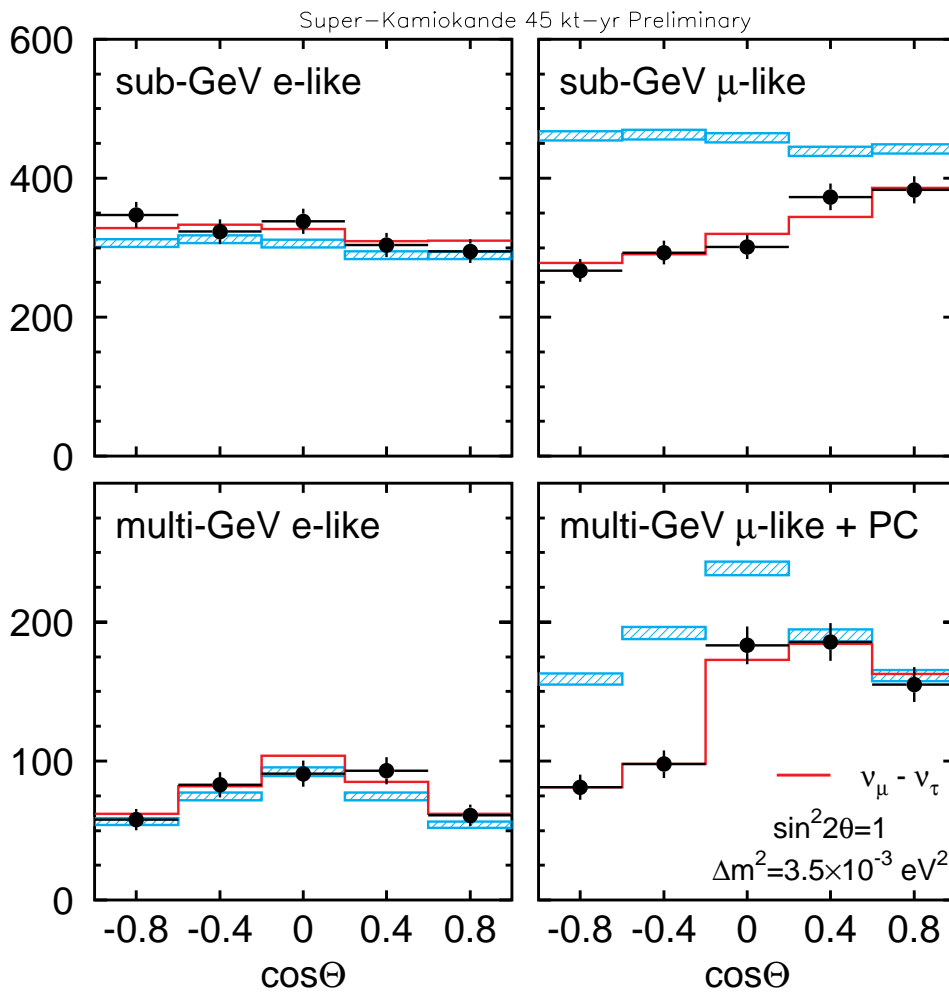 Super-Kamiokande 45 kt-yr Preliminary
600
sub-GeV e-like
sub-GeV μ-like
400
200
0
multi-GeV e-like
multi-GeV μ-like + PC
200
100
ν_μ - ν_τ
sin²2θ=1
Δm²=3.5×10⁻³ eV²
0
-0.8 -0.4 0 0.4 0.8 -0.8 -0.4 0 0.4 0.8
cosΘ cosΘ